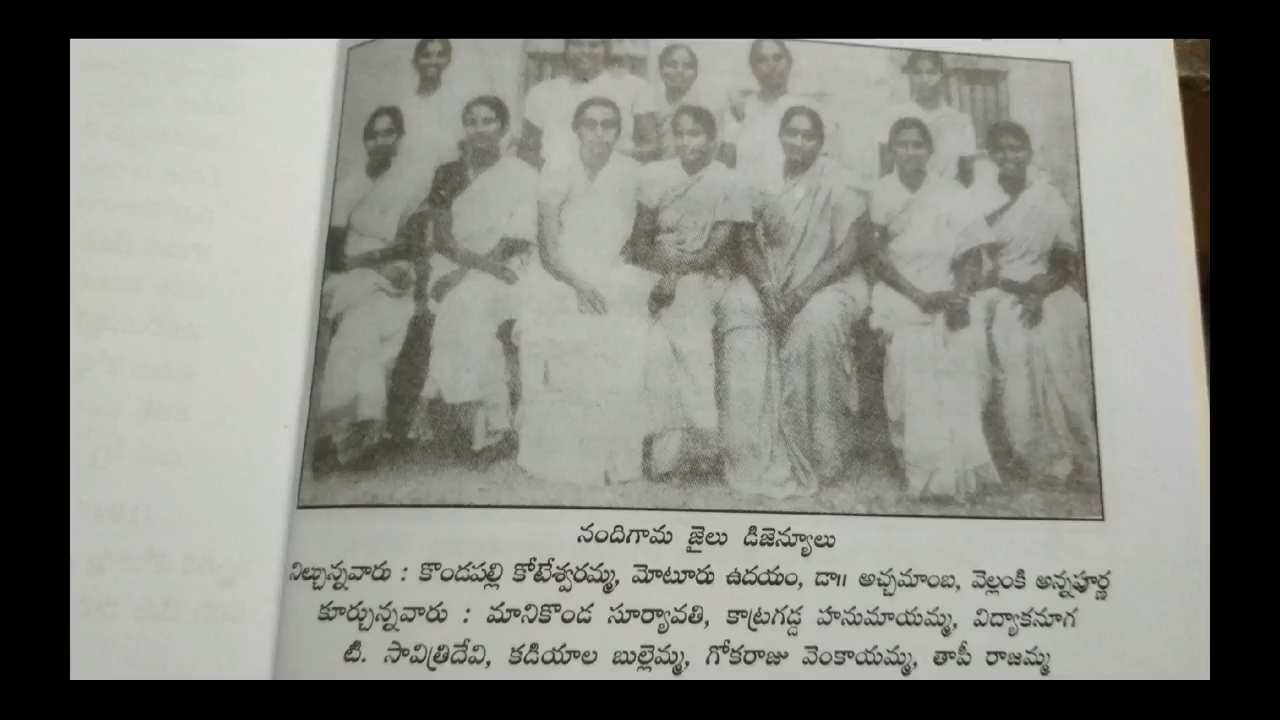 నందిగామ జైలు డిజెన్యూలు
నిల్చున్నవారు : కొండపల్లి కోటేశ్వరమ్మ, మోటూరు ఉదయం, డా॥ అచ్చమాంబ, వెల్లంకి అన్నపూర్ణ
కూర్చున్నవారు : మానికొండ సూర్యావతి, కాట్రగడ్డ హనుమాయమ్మ, విద్యాకనూగ
టి. సావిత్రిదేవి, కడియాల బుల్లెమ్మ, గోకరాజు వెంకాయమ్మ, తాపీ రాజమ్మ